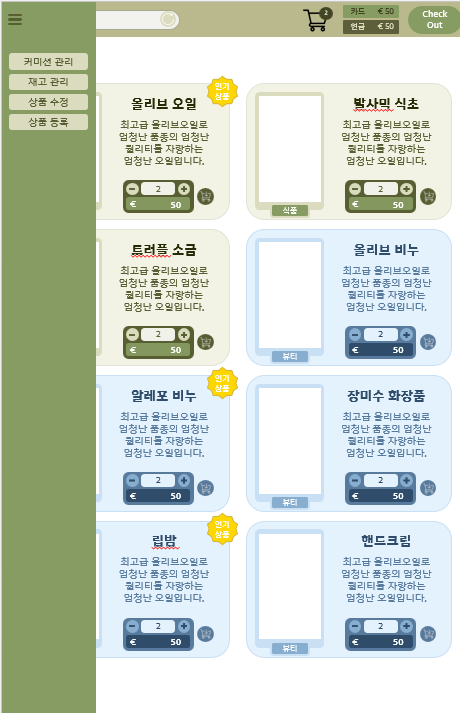 2
카드 € 50
현금 € 50
Check
Out
커미션 관리
재고 관리
상품 수정
상품 등록
올리브 오일
인기
상품
최고급 올리브오일로
엄청난 품종의 엄청난
퀄리티를 자랑하는
엄청난 오일입니다.
2
€ 50
발사믹 식초
최고급 올리브오일로
엄청난 품종의 엄청난
퀄리티를 자랑하는
엄청난 오일입니다.
2
€ 50
식품
트러플 소금
최고급 올리브오일로
엄청난 품종의 엄청난
퀄리티를 자랑하는
엄청난 오일입니다.
2
€ 50
올리브 비누
최고급 올리브오일로
엄청난 품종의 엄청난
퀄리티를 자랑하는
엄청난 오일입니다.
2
€ 50
뷰티
알레포 비누
인기
상품
최고급 올리브오일로
엄청난 품종의 엄청난
퀄리티를 자랑하는
엄청난 오일입니다.
2
€ 50
장미수 화장품
최고급 올리브오일로
엄청난 품종의 엄청난
퀄리티를 자랑하는
엄청난 오일입니다.
2
€ 50
뷰티
립밤
인기
상품
최고급 올리브오일로
엄청난 품종의 엄청난
퀄리티를 자랑하는
엄청난 오일입니다.
2
€ 50
핸드크림
최고급 올리브오일로
엄청난 품종의 엄청난
퀄리티를 자랑하는
엄청난 오일입니다.
2
€ 50
뷰티